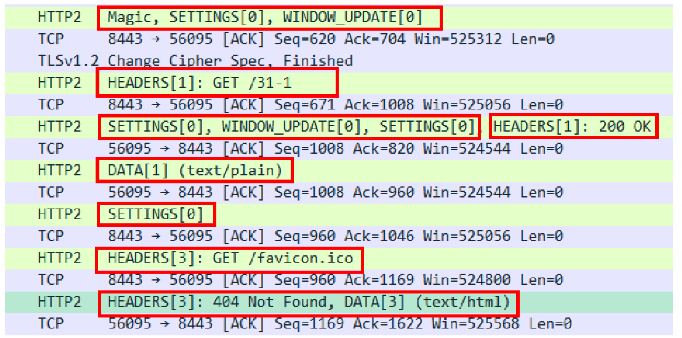 HTTP2 Magic, SETTINGS[0], WINDOW_UPDATE[0]
TCP 8443 → 56095 [ACK] Seq=620 Ack=704 Win=525312 Len=0
TLSv1.2 Change Cipher Spec, Finished
HTTP2 HEADERS[1]: GET /31-1
TCP 8443 → 56095 [ACK] Seq=671 Ack=1008 Win=525056 Len=0
HTTP2 SETTINGS[0], WINDOW_UPDATE[0], SETTINGS[0] HEADERS[1]: 200 OK
TCP 56095 → 8443 [ACK] Seq=1008 Ack=820 Win=524544 Len=0
HTTP2 DATA[1] (text/plain)
TCP 56095 → 8443 [ACK] Seq=1008 Ack=960 Win=524544 Len=0
HTTP2 SETTINGS[0]
TCP 8443 → 56095 [ACK] Seq=960 Ack=1046 Win=525056 Len=0
HTTP2 HEADERS[3]: GET /favicon.ico
TCP 8443 → 56095 [ACK] Seq=960 Ack=1169 Win=524800 Len=0
HTTP2 HEADERS[3]: 404 Not Found, DATA[3] (text/html)
TCP 56095 → 8443 [ACK] Seq=1169 Ack=1622 Win=525568 Len=0